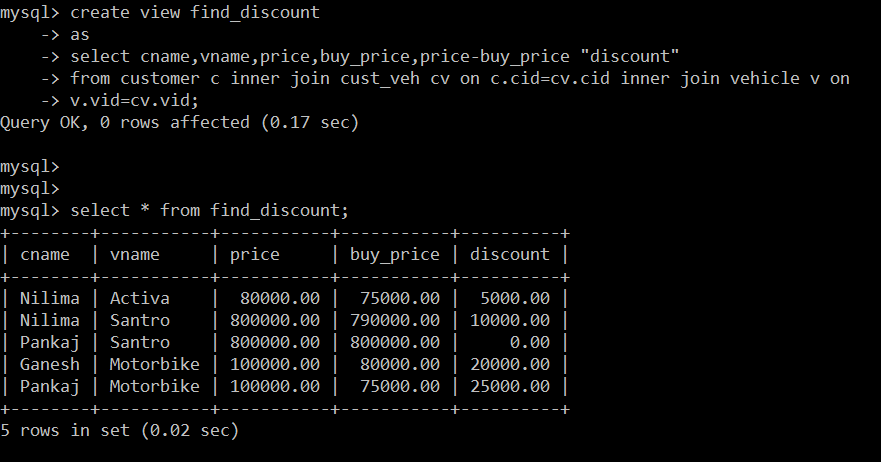 mysql> create view find_discount
    -> as
    -> select cname,vname,price,buy_price,price-buy_price "discount"
    -> from customer c inner join cust_veh cv on c.cid=cv.cid inner join vehicle v on
    -> v.vid=cv.vid;
Query OK, 0 rows affected (0.17 sec)

mysql>
mysql>
mysql> select * from find_discount;
+--------+-----------+-----------+-----------+----------+
| cname  | vname     | price     | buy_price | discount |
+--------+-----------+-----------+-----------+----------+
| Nilima | Activa    |  80000.00 |  75000.00 |  5000.00 |
| Nilima | Santro    | 800000.00 | 790000.00 | 10000.00 |
| Pankaj | Santro    | 800000.00 | 800000.00 |     0.00 |
| Ganesh | Motorbike | 100000.00 |  80000.00 | 20000.00 |
| Pankaj | Motorbike | 100000.00 |  75000.00 | 25000.00 |
+--------+-----------+-----------+-----------+----------+
5 rows in set (0.02 sec)